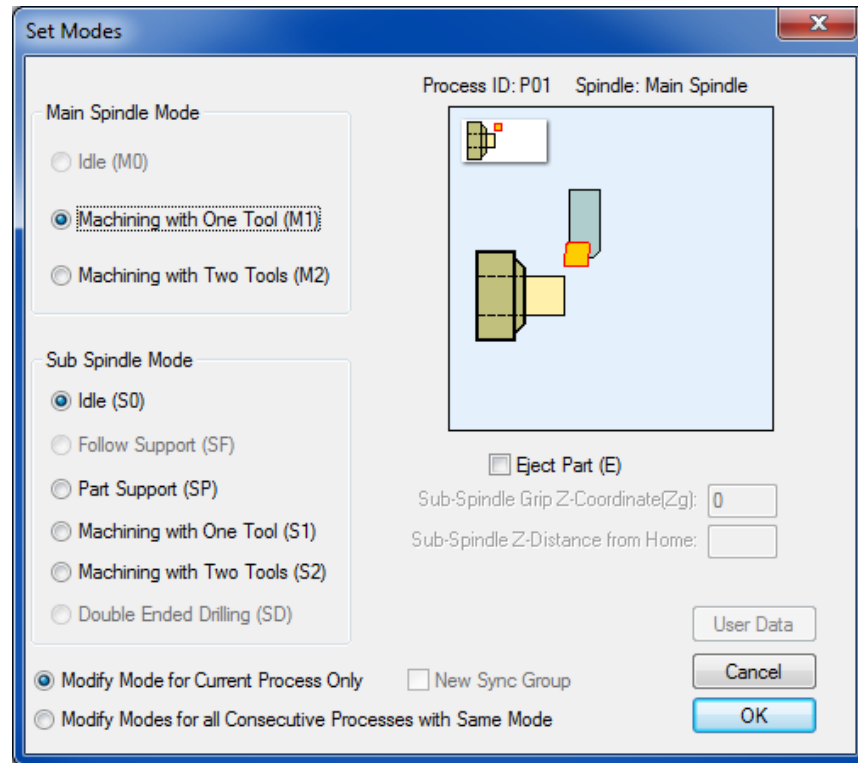 Set Modes
Process ID: P01 Spindle: Main Spindle
Main Spindle Mode
Idle (M0)
Machining with One Tool (M1)
Machining with Two Tools (M2)
Sub Spindle Mode
Idle (S0)
Follow Support (SF)
Part Support (SP)
Machining with One Tool (S1)
Machining with Two Tools (S2)
Double Ended Drilling (SD)
Eject Part (E)
Sub-Spindle Grip Z-Coordinate(Zg): 0
Sub-Spindle Z-Distance from Home:
User Data
Modify Mode for Current Process Only New Sync Group Cancel
Modify Modes for all Consecutive Processes with Same Mode OK